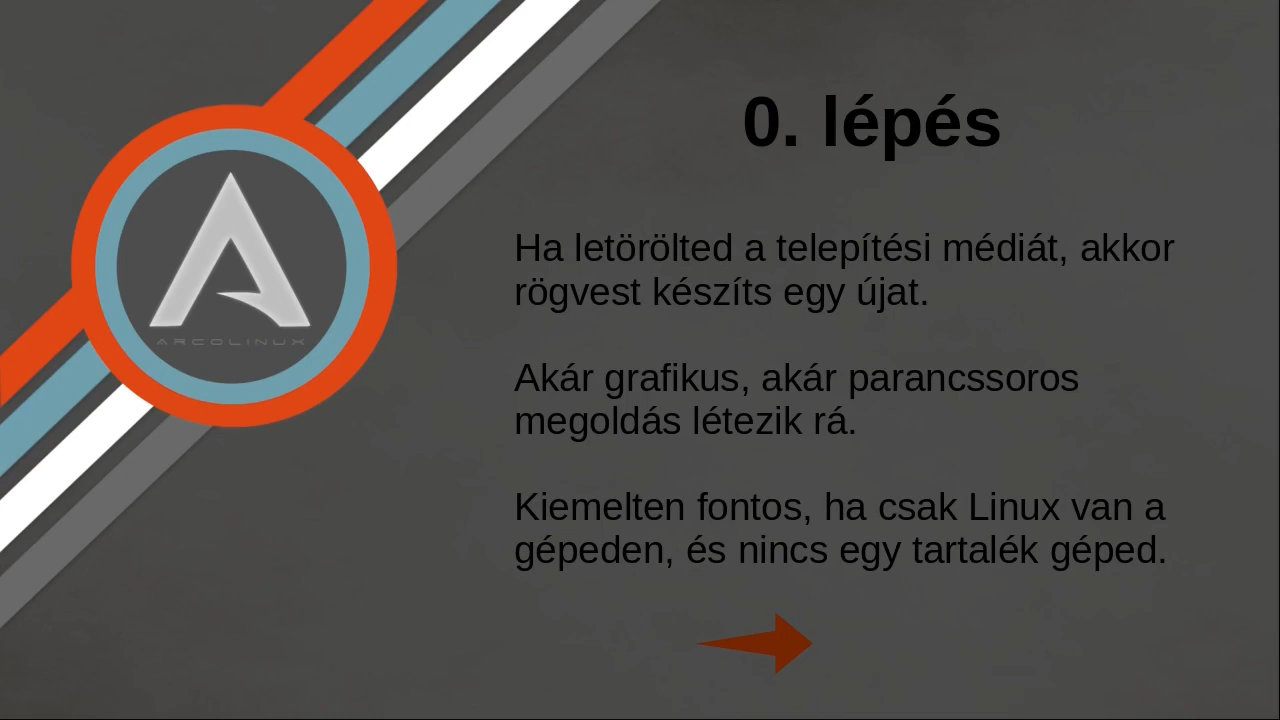 0. lépés
ARCOLINUX
Ha letörölted a telepítési médiát, akkor
rögvest készíts egy újat.
Akár grafikus, akár parancssoros
megoldás létezik rá.
Kiemelten fontos, ha csak Linux van a
gépeden, és nincs egy tartalék géped.